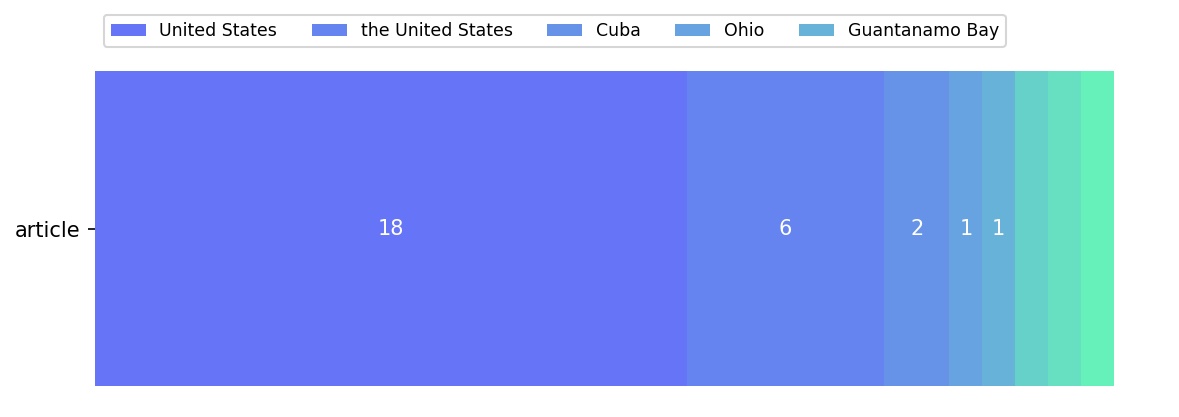 United States the United States Cuba Ohio Guantanamo Bay
article 18 6 2 1 1